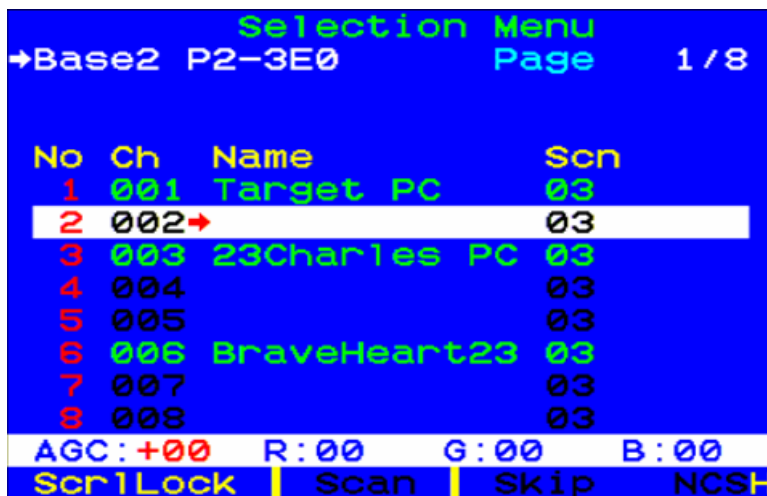 Selection Menu
→Base2 P2-3E0 Page 1/8
No Ch Name Scn
1 001 Target PC 03
2 002→ 03
3 003 23Charles PC 03
4 004 03
5 005 03
6 006 BraveHeart23 03
7 007 03
8 008 03
AGC:+00 R:00 G:00 B:00
ScrlLock Scan Skip NCSH